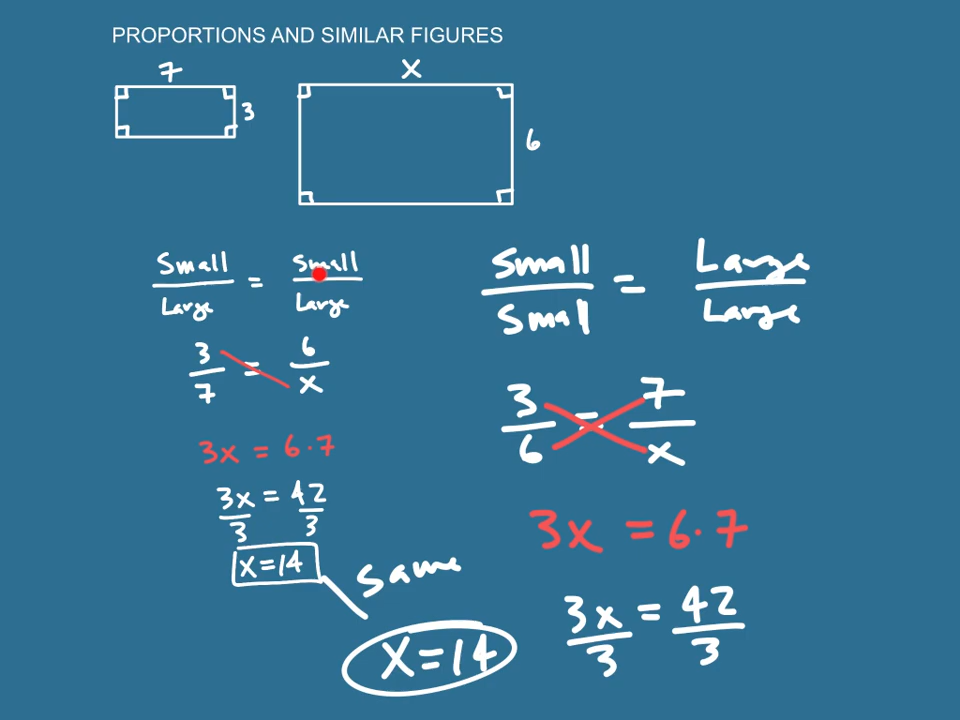 PROPORTIONS AND SIMILAR FIGURES
7
3
x
6
Small
Large
=
Small
Large
3/7 = 6/x
3x = 6·7
3x/3 = 42/3
x=14
Same
Small
Small
=
Large
Large
3/6 = 7/x
3x = 6·7
3x/3 = 42/3
x=14